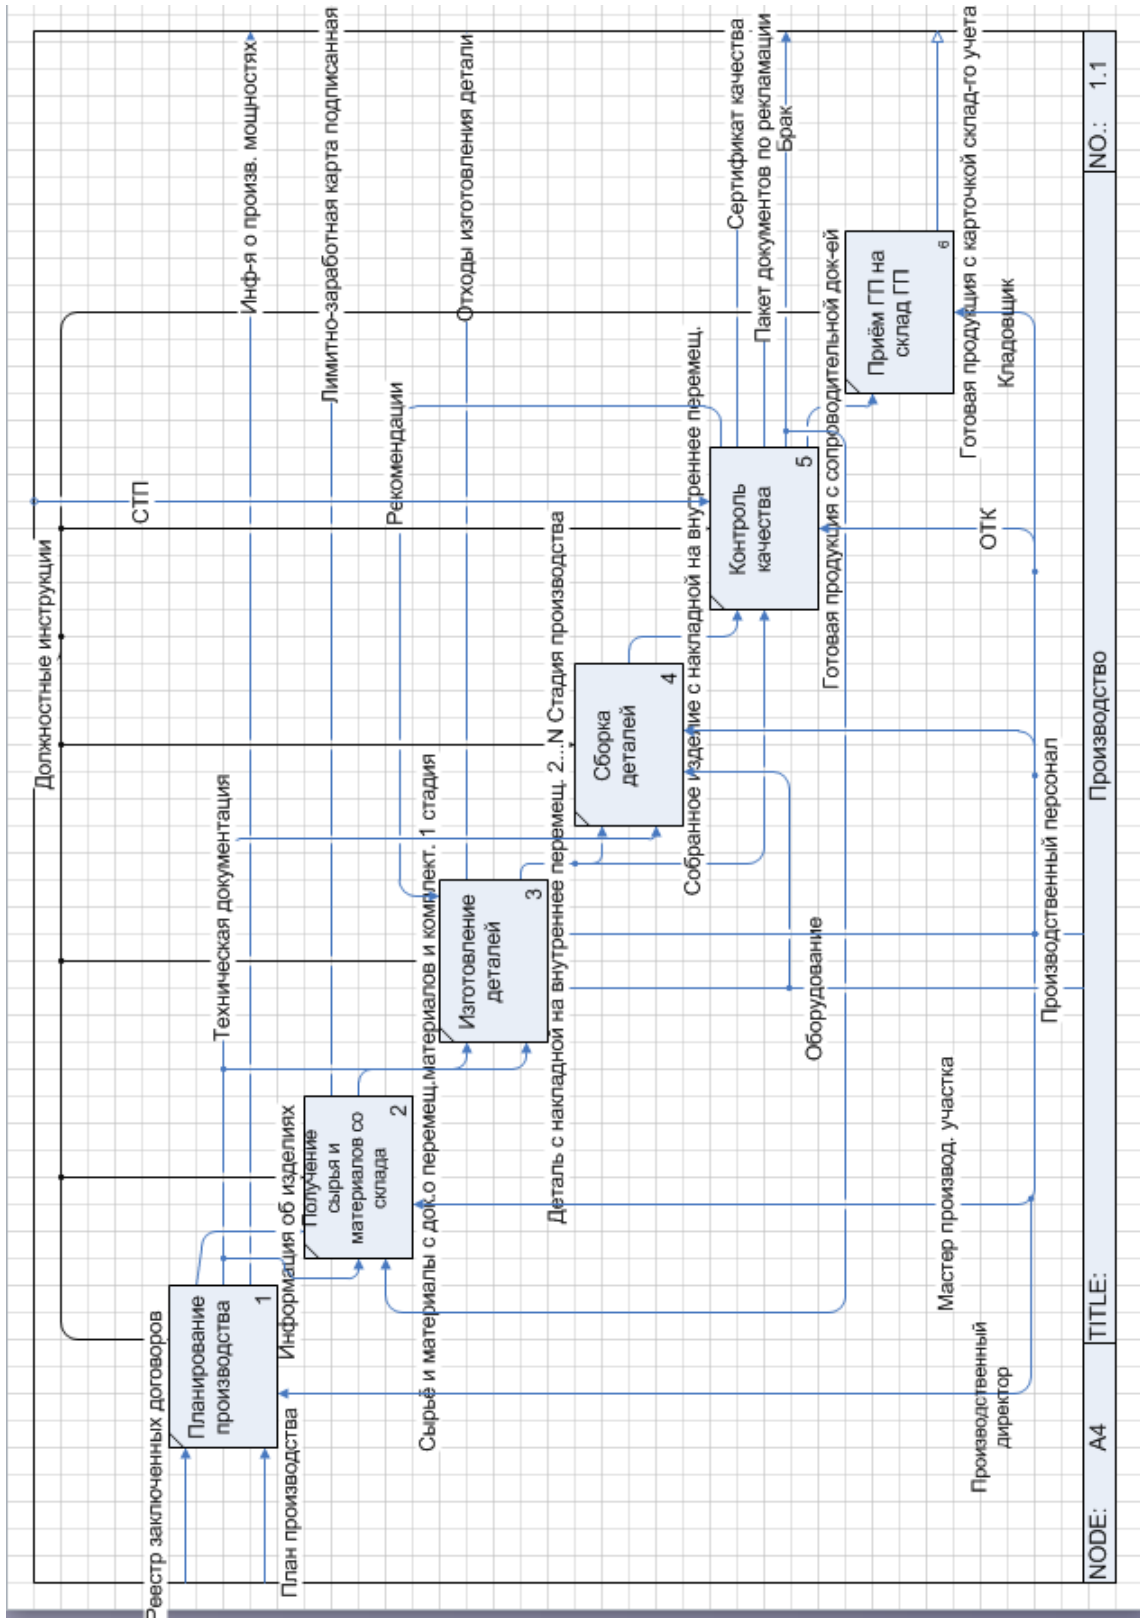 Должностные инструкции
СТП
Реестр заключенных договоров
Планирование
производства
1
План производства
Техническая документация
Инф-я о произв. мощностях
Информация об изделиях
Получение
сырья и
материалов со
склада
2
Лимитно-заработная карта подписанная
Рекомендации
Сырьё и материалы с док.о перемещ.материалов и комплект. 1 стадия
Изготовление
деталей
3
Отходы изготовления детали
Деталь с накладной на внутреннее перемещ. 2...N Стадия производства
Сборка
деталей
4
Собранное изделие с накладной на внутреннее перемещ.
Контроль
качества
5
Сертификат качества
Пакет документов по рекламации
Брак
Готовая продукция с сопроводительной док-ей
Приём ГП на
склад ГП
6
Готовая продукция с карточкой склад-го учета
Оборудование
Мастер производ. участка
Производственный
директор
ОТК
Кладовщик
Производственный персонал
NODE: A4 TITLE: Производство NO.: 1.1